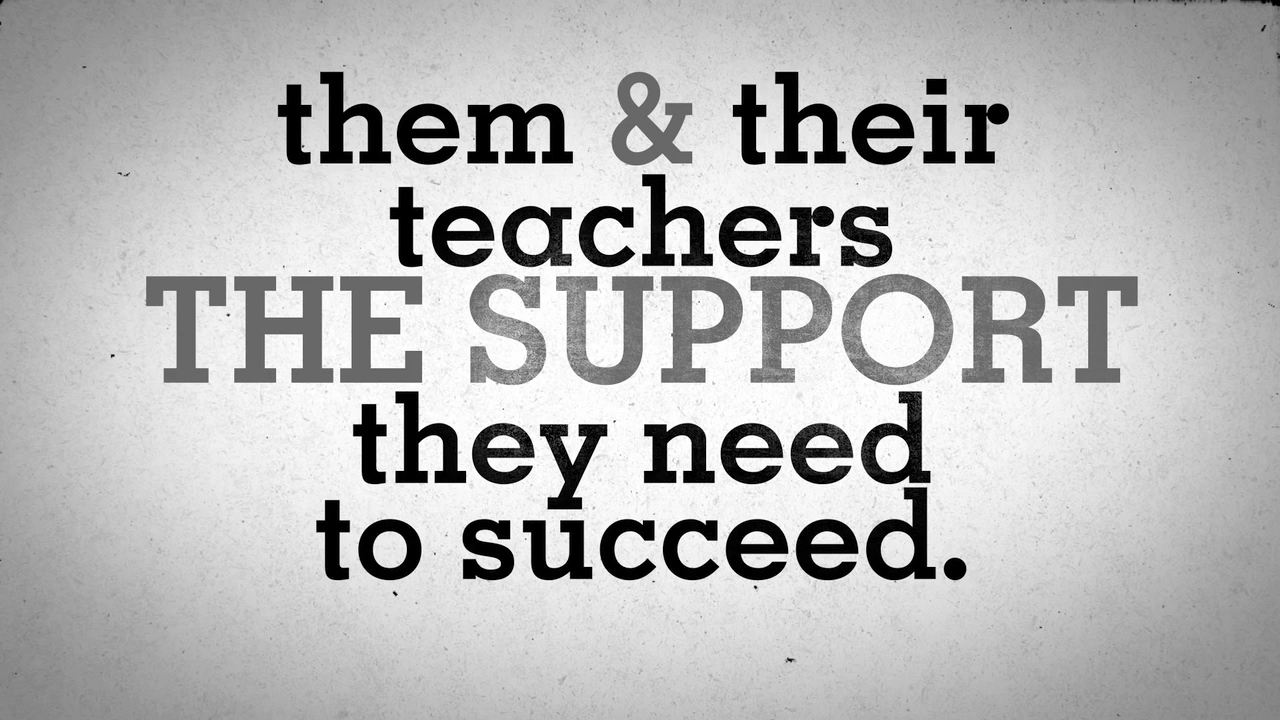 them & their
teachers
THE SUPPORT
they need
to succeed.